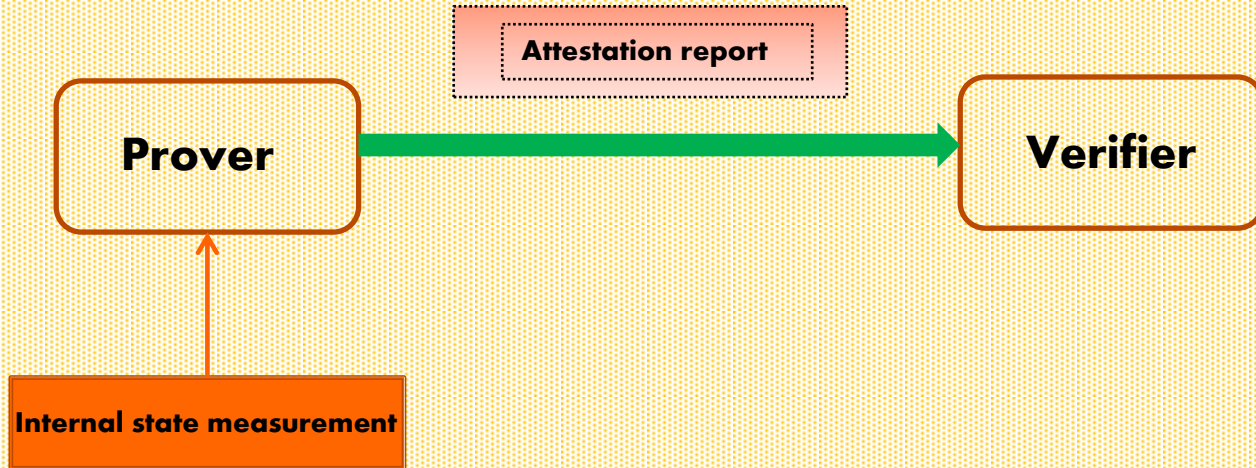 Attestation report
Prover
Verifier
Internal state measurement